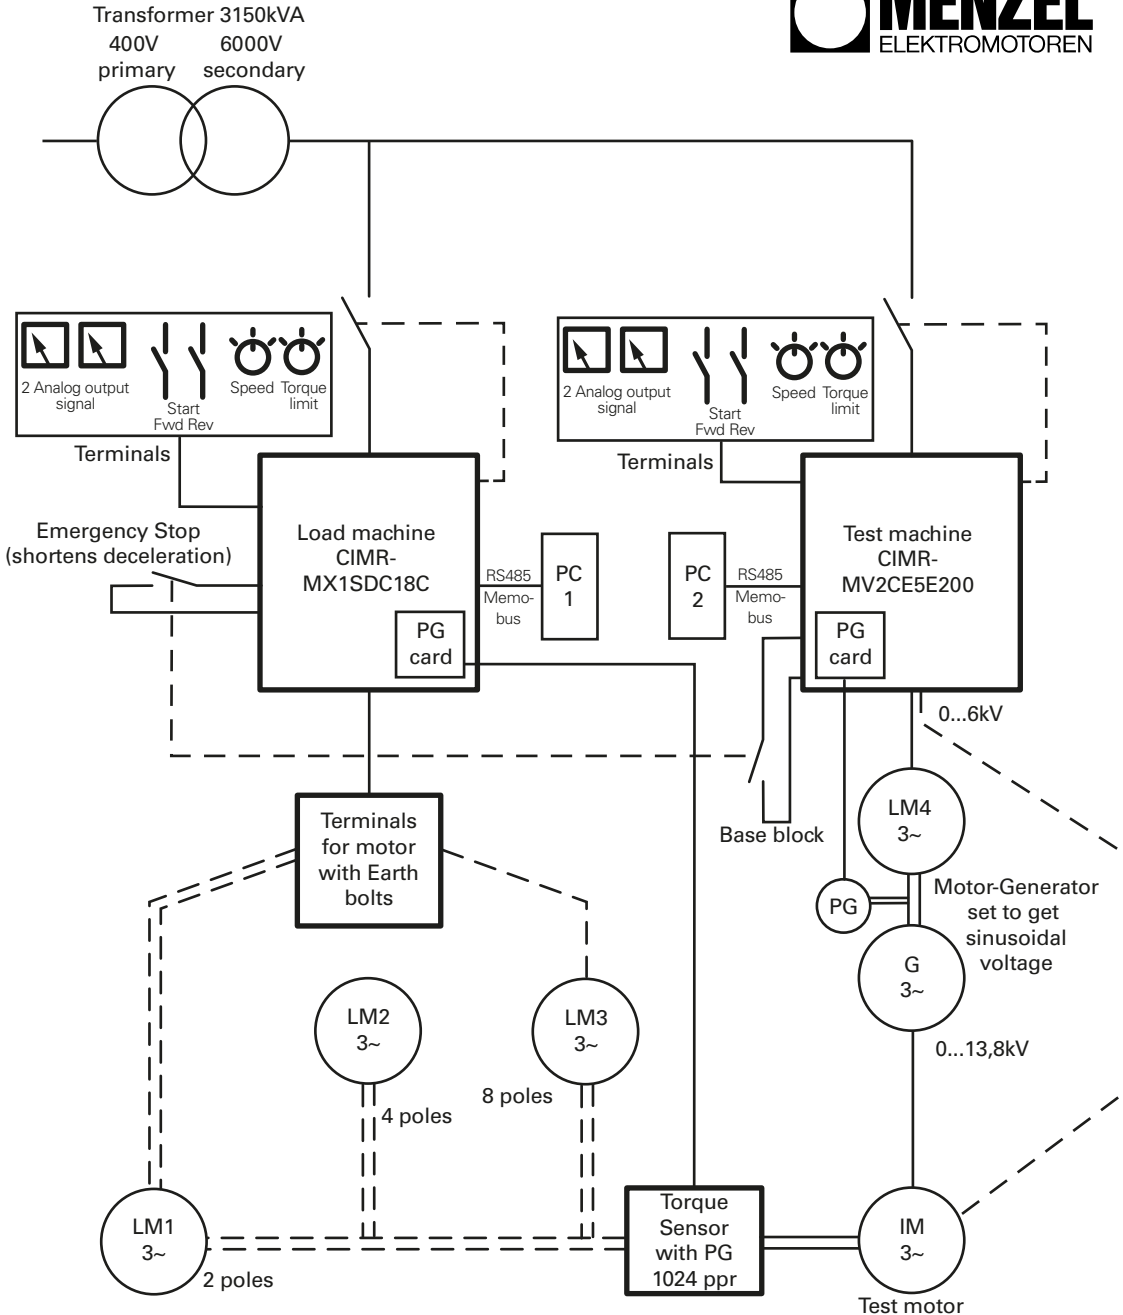 Transformer 3150kVA
400V
primary
6000V
secondary
MENZEL
ELEKTROMOTOREN
2 Analog output
signal
Start
Fwd Rev
Speed
Torque
limit
Terminals
2 Analog output
signal
Start
Fwd Rev
Speed
Torque
limit
Terminals
Emergency Stop
(shortens deceleration)
Load machine
CIMR-
MX1SDC18C
PG
card
RS485
Memo-
bus
PC
1
PC
2
RS485
Memo-
bus
Test machine
CIMR-
MV2CE5E200
PG
card
0...6kV
Base block
Terminals
for motor
with Earth
bolts
LM4
3~
PG
Motor-Generator
set to get
sinusoidal
voltage
G
3~
0...13,8kV
LM2
3~
4 poles
LM3
3~
8 poles
LM1
3~
2 poles
Torque
Sensor
with PG
1024 ppr
IM
3~
Test motor